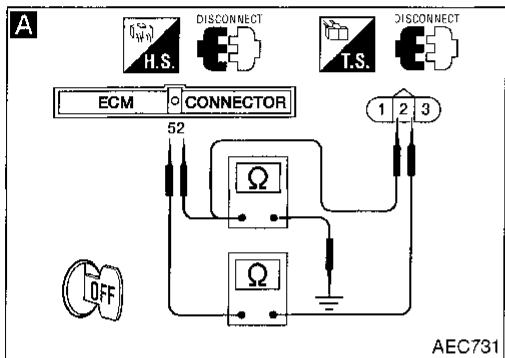 A
DISCONNECT
DISCONNECT
H.S.
T.S.
ECM CONNECTOR
1 2 3
52
Ω
Ω
OFF
AEC731